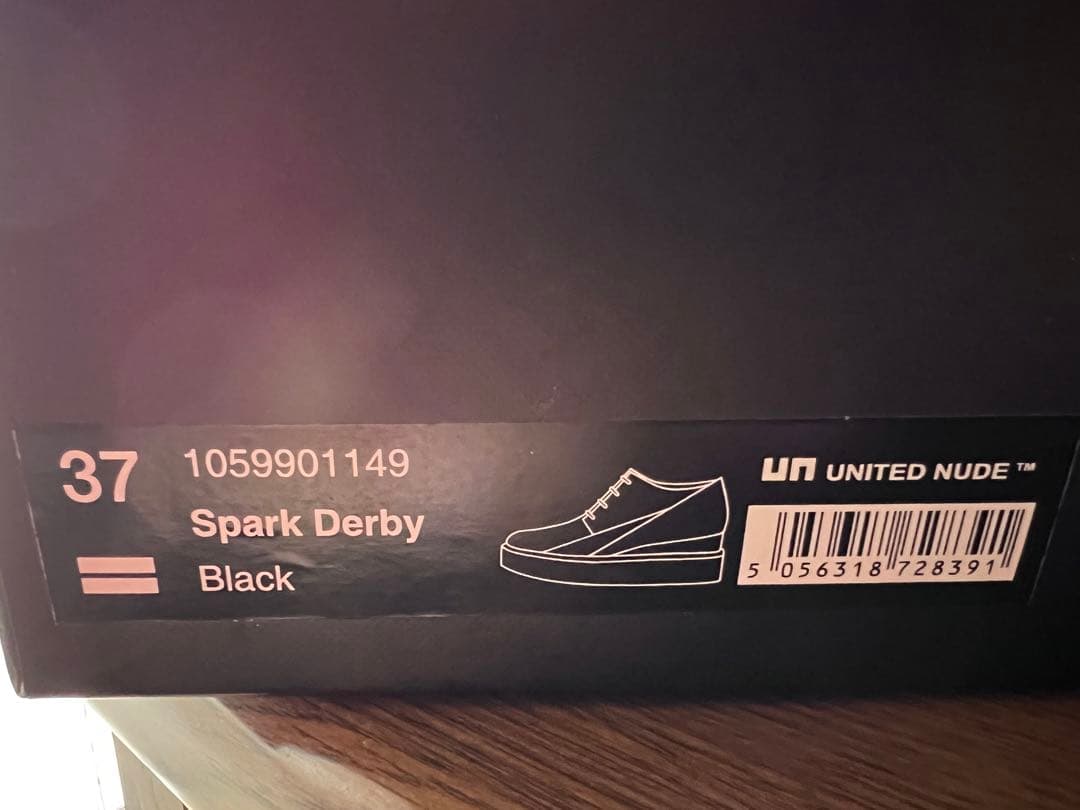 37
1059901149
Spark Derby
Black
un UNITED NUDE ™
5 056318 728391